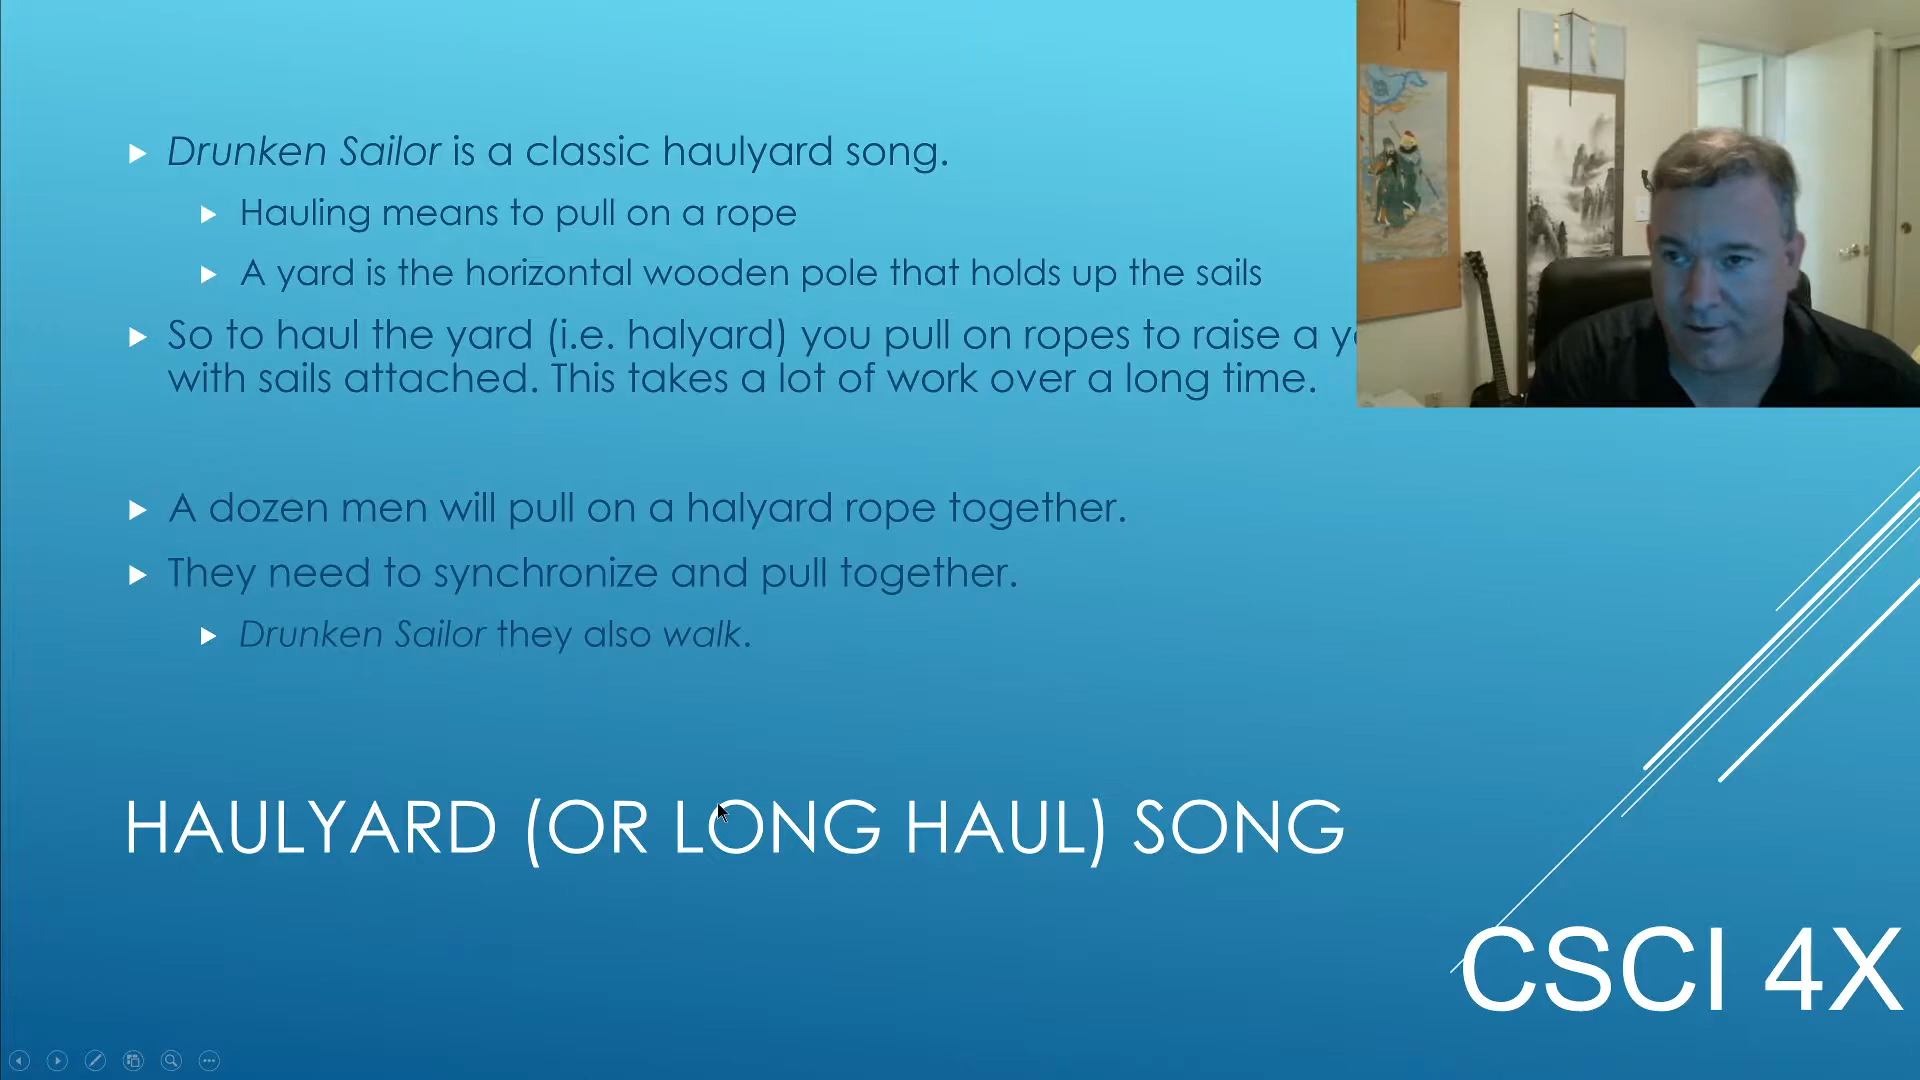 Drunken Sailor is a classic haulyard song.
Hauling means to pull on a rope
A yard is the horizontal wooden pole that holds up the sails
So to haul the yard (i.e. halyard) you pull on ropes to raise a
with sails attached. This takes a lot of work over a long time.
A dozen men will pull on a halyard rope together.
They need to synchronize and pull together.
Drunken Sailor they also walk.
HAULYARD (OR LONG HAUL) SONG
CSCI 4X